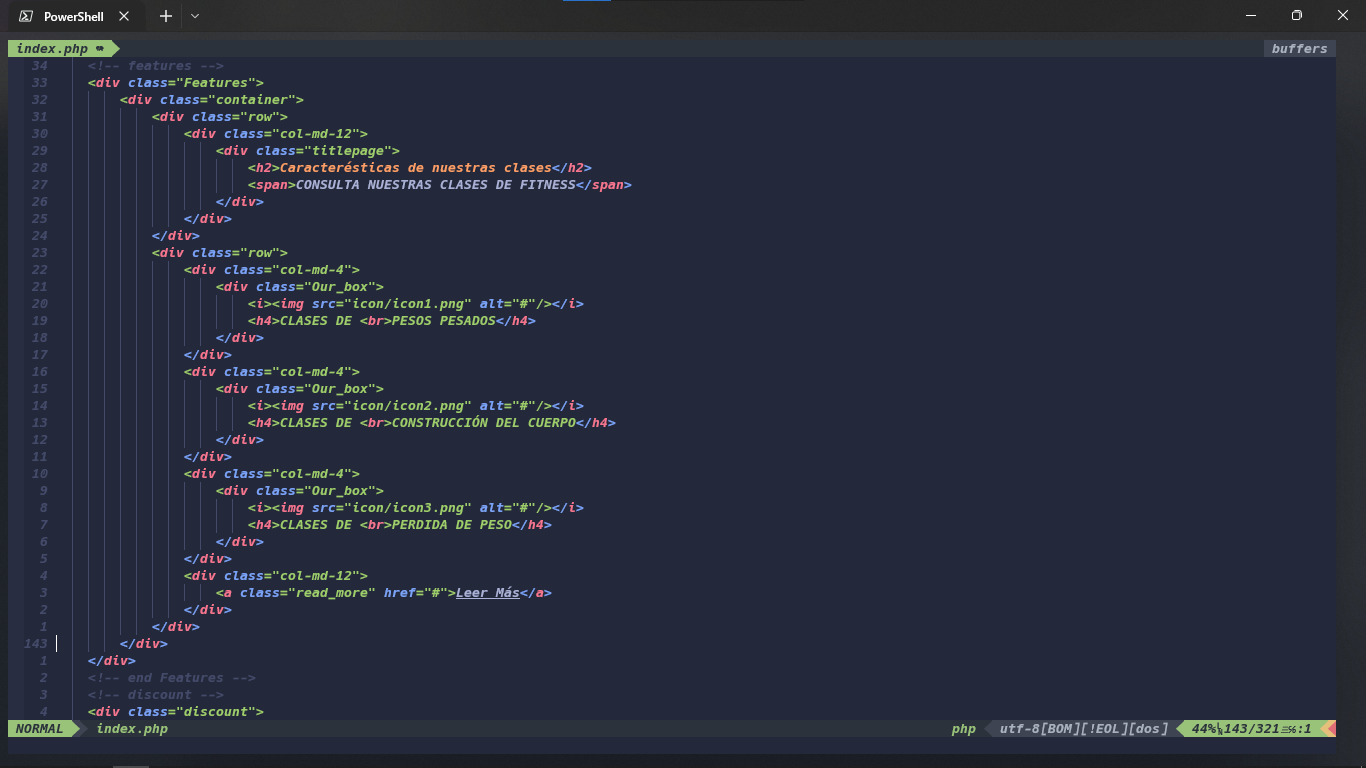 PowerShell
index.php
buffers
34 <!-- features -->
33 <div class="Features">
32 <div class="container">
31 <div class="row">
30 <div class="col-md-12">
29 <div class="titlepage">
28 <h2>Caracterésticas de nuestras clases</h2>
27 <span>CONSULTA NUESTRAS CLASES DE FITNESS</span>
26 </div>
25 </div>
24 </div>
23 <div class="row">
22 <div class="col-md-4">
21 <div class="Our_box">
20 <i><img src="icon/icon1.png" alt="#"/></i>
19 <h4>CLASES DE <br>PESOS PESADOS</h4>
18 </div>
17 </div>
16 <div class="col-md-4">
15 <div class="Our_box">
14 <i><img src="icon/icon2.png" alt="#"/></i>
13 <h4>CLASES DE <br>CONSTRUCCIÓN DEL CUERPO</h4>
12 </div>
11 </div>
10 <div class="col-md-4">
9 <div class="Our_box">
8 <i><img src="icon/icon3.png" alt="#"/></i>
7 <h4>CLASES DE <br>PERDIDA DE PESO</h4>
6 </div>
5 </div>
4 <div class="col-md-12">
3 <a class="read_more" href="#">Leer Más</a>
2 </div>
1 </div>
143 </div>
1 </div>
2 <!-- end Features -->
3 <!-- discount -->
4 <div class="discount">
NORMAL index.php php utf-8[BOM][!EOL][dos] 44% 143/321 :1